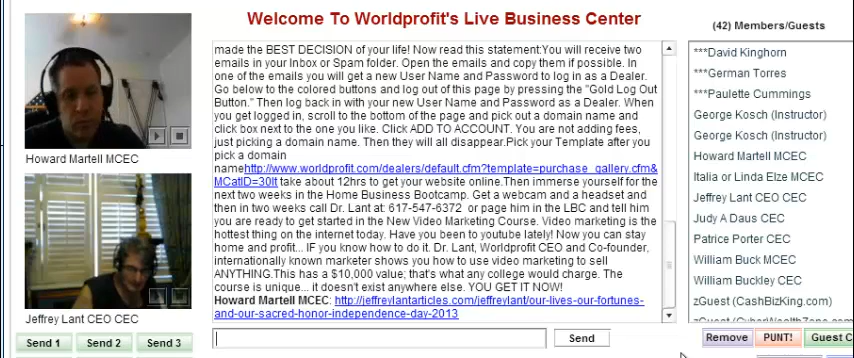 Welcome To Worldprofit's Live Business Center
Howard Martell MCEC
Jeffrey Lant CEO CEC
Send 1 Send 2 Send 3
made the BEST DECISION of your life! Now read this statement:You will receive two
emails in your Inbox or Spam folder. Open the emails and copy them if possible. In
one of the emails you will get a new User Name and Password to log in as a Dealer.
Go below to the colored buttons and log out of this page by pressing the "Gold Log Out
Button." Then log back in with your new User Name and Password as a Dealer. When
you get logged in, scroll to the bottom of the page and pick out a domain name and
click box next to the one you like. Click ADD TO ACCOUNT. You are not adding fees,
just picking a domain name. Then they will all disappear.Pick your Template after you
pick a domain
namehttp://www.worldprofit.com/dealers/default.cfm?template=purchase_gallery.cfm&
MCatID=30It take about 12hrs to get your website online.Then immerse yourself for the
next two weeks in the Home Business Bootcamp. Get a webcam and a headset and
then in two weeks call Dr. Lant at: 617-547-6372 or page him in the LBC and tell him
you are ready to get started in the New Video Marketing Course. Video marketing is the
hottest thing on the internet today. Have you been to youtube lately! Now you can stay
home and profit... IF you know how to do it. Dr. Lant, Worldprofit CEO and Co-founder,
internationally known marketer shows you how to use video marketing to sell
ANYTHING.This has a $10,000 value; that's what any college would charge. The
course is unique... it doesn't exist anywhere else. YOU GET IT NOW!
Howard Martell MCEC: http://jeffreylantarticles.com/jeffreylant/our-lives-our-fortunes-
and-our-sacred-honor-independence-day-2013
Send
(42) Members/Guests
***David Kinghorn
***German Torres
***Paulette Cummings
George Kosch (Instructor)
George Kosch (Instructor)
Howard Martell MCEC
Italia or Linda Elze MCEC
Jeffrey Lant CEO CEC
Judy A Daus CEC
Patrice Porter CEC
William Buck MCEC
William Buckley CEC
zGuest (CashBizKing.com)
zGuest (CyberWealthZone.com
Remove PUNT! Guest C